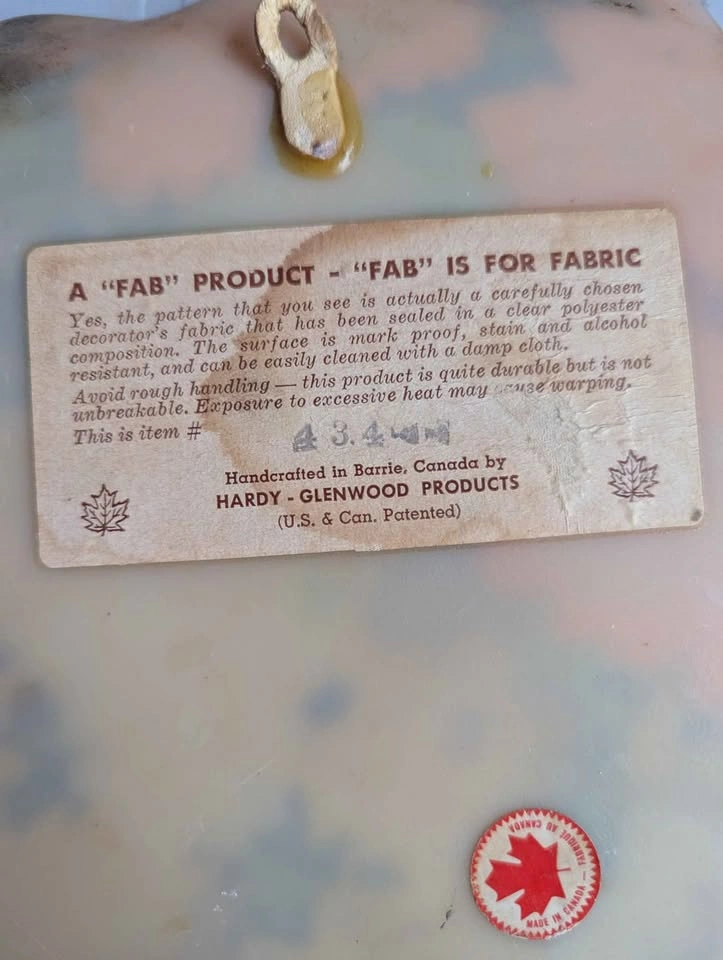 A "FAB" PRODUCT - "FAB" IS FOR FABRIC
Yes, the pattern that you see is actually a carefully chosen
decorator's fabric that has been sealed in a clear polyester
composition. The surface is mark proof, stain and alcohol
resistant, and can be easily cleaned with a damp cloth.
Avoid rough handling — this product is quite durable but is not
unbreakable. Exposure to excessive heat may cause warping.
This is item #
Handcrafted in Barrie, Canada by
HARDY - GLENWOOD PRODUCTS
(U.S. & Can. Patented)
MADE IN CANADA — FABRIQUÉ AU CANADA